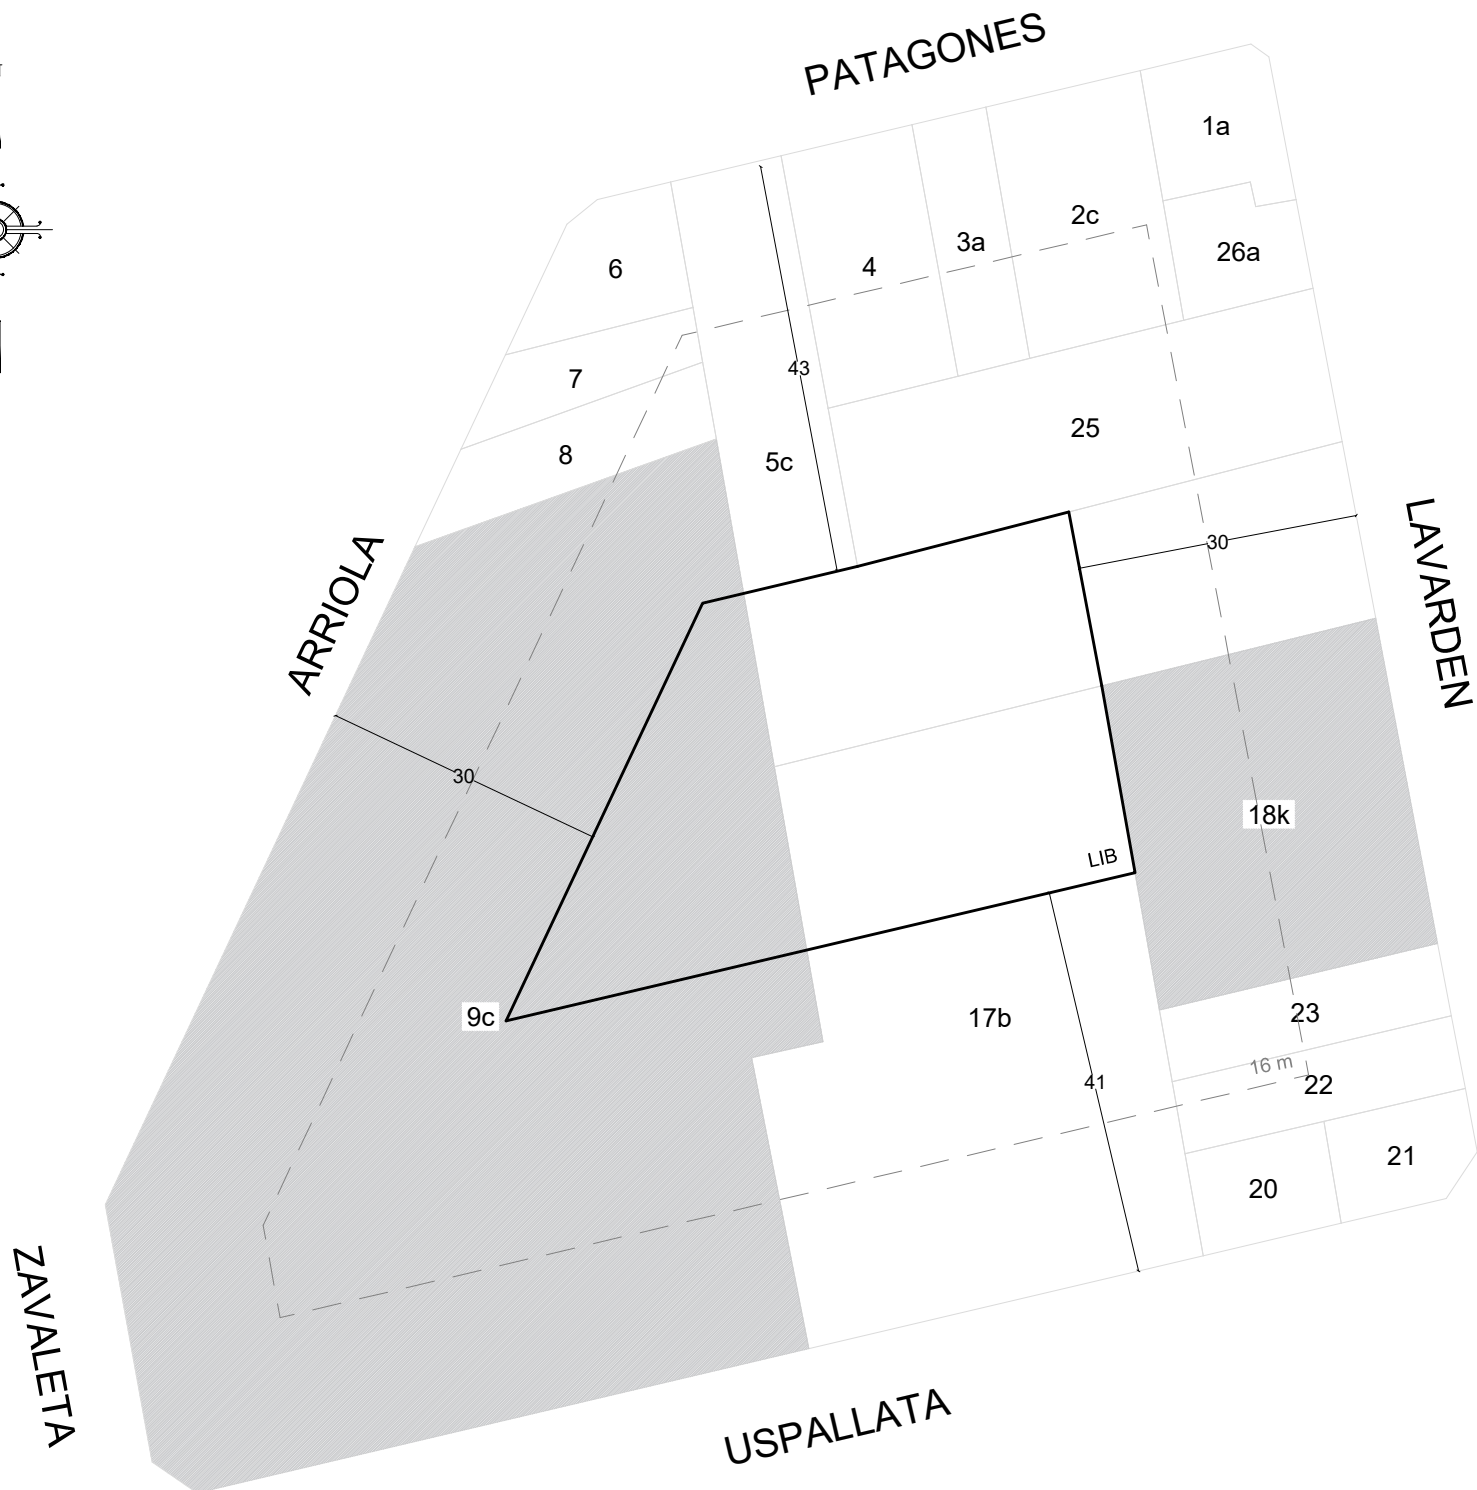 PATAGONES
1a
2c
3a
26a
4
6
43
7
25
8
5c
LAVARDEN
30
ARRIOLA
30
18k
LIB
9c
17b
23
16 m
41
22
21
20
ZAVALETA
USPALLATA